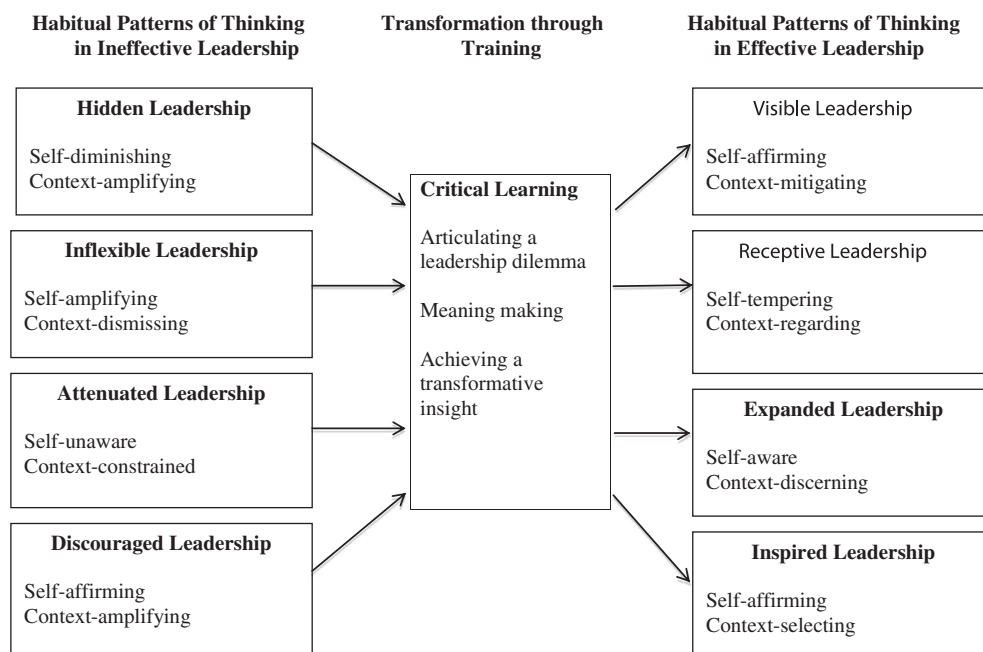 Habitual Patterns of Thinking
in Ineffective Leadership
Transformation through
Training
Habitual Patterns of Thinking
in Effective Leadership
Hidden Leadership
Self-diminishing
Context-amplifying
Inflexible Leadership
Self-amplifying
Context-dismissing
Attenuated Leadership
Self-unaware
Context-constrained
Discouraged Leadership
Self-affirming
Context-amplifying
Critical Learning
Articulating a
leadership dilemma
Meaning making
Achieving a
transformative
insight
Visible Leadership
Self-affirming
Context-mitigating
Receptive Leadership
Self-tempering
Context-regarding
Expanded Leadership
Self-aware
Context-discerning
Inspired Leadership
Self-affirming
Context-selecting